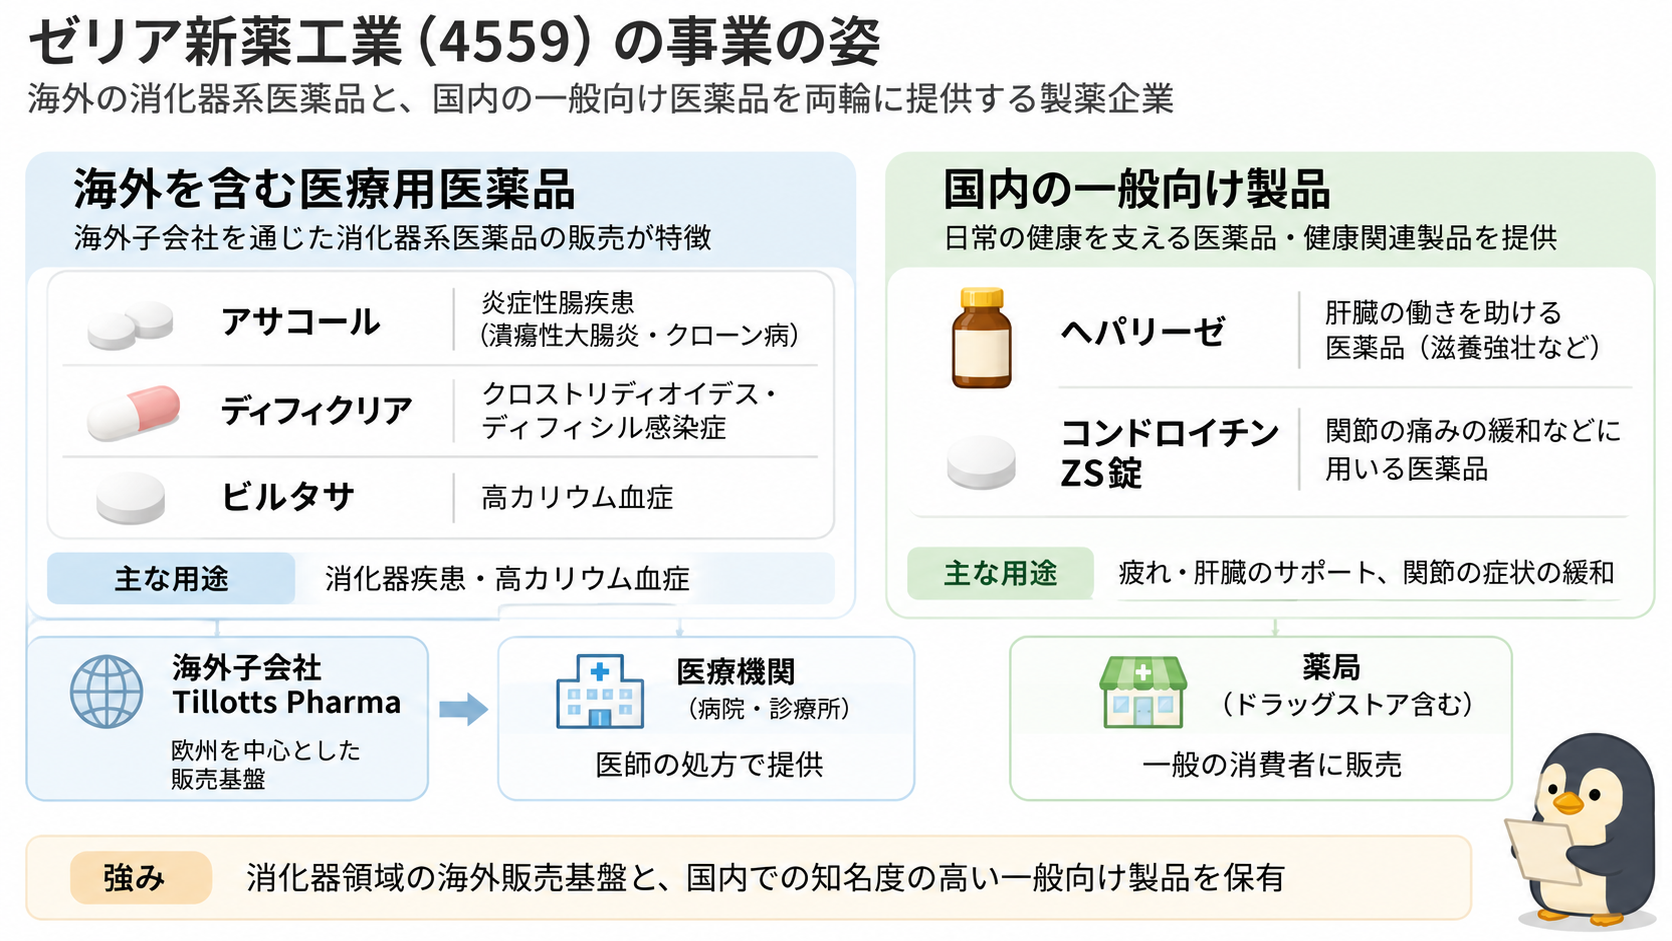 ゼリア新薬工業（4559）の事業の姿
海外の消化器系医薬品と、国内の一般向け医薬品を両輪に提供する製薬企業
海外を含む医療用医薬品
海外子会社を通じた消化器系医薬品の販売が特徴
アサコール
炎症性腸疾患
（潰瘍性大腸炎・クローン病）
ディフィクリア
クロストリディオイデス・
ディフィシル感染症
ビルタサ
高カリウム血症
主な用途
消化器疾患・高カリウム血症
海外子会社
Tillotts Pharma
欧州を中心とした
販売基盤
医療機関
（病院・診療所）
医師の処方で提供
国内の一般向け製品
日常の健康を支える医薬品・健康関連製品を提供
ヘパリーゼ
肝臓の働きを助ける
医薬品（滋養強壮など）
コンドロイチン
ZS錠
関節の痛みの緩和などに
用いる医薬品
主な用途
疲れ・肝臓のサポート、関節の症状の緩和
薬局
（ドラッグストア含む）
一般の消費者に販売
強み
消化器領域の海外販売基盤と、国内での知名度の高い一般向け製品を保有